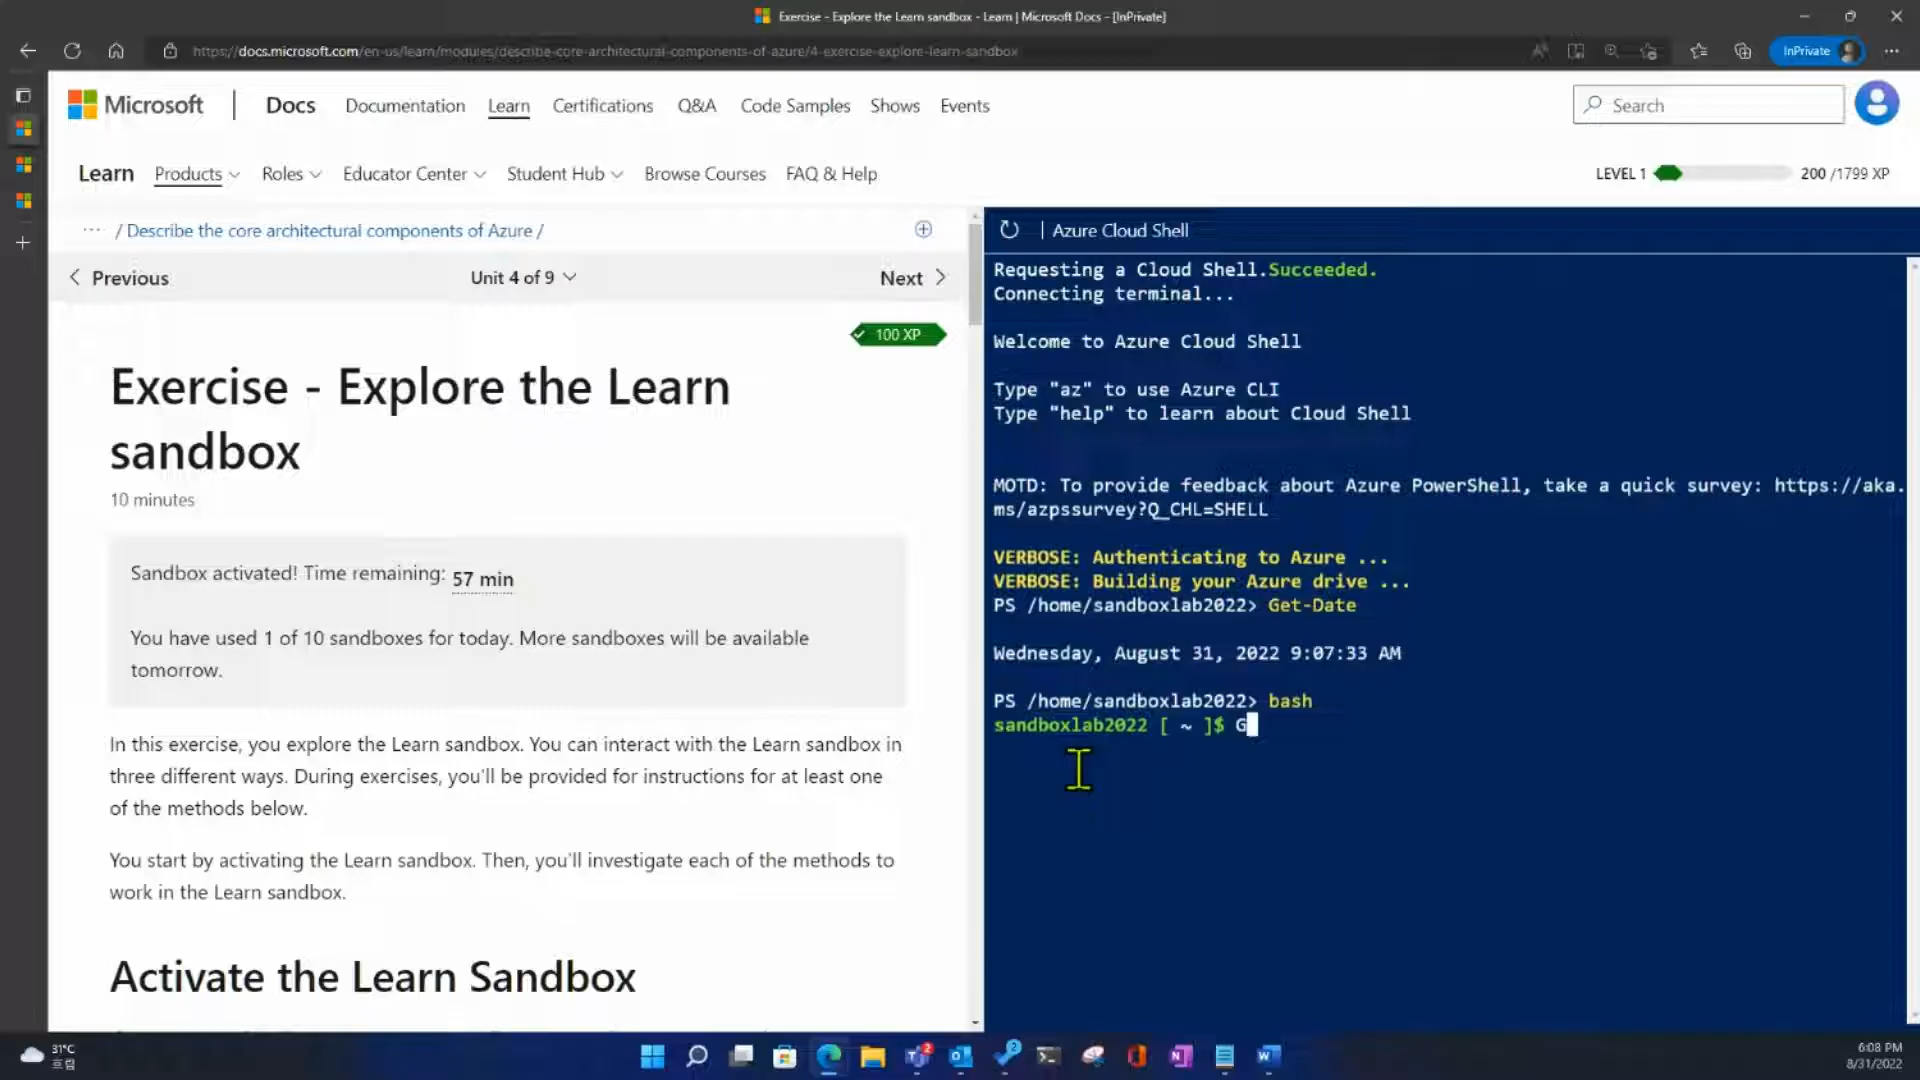 Exercise - Explore the Learn sandbox - Learn | Microsoft Docs - [InPrivate]
https://docs.microsoft.com/en-us/learn/modules/describe-core-architectural-components-of-azure/4-exercise-explore-learn-sandbox
InPrivate
Microsoft
Docs Documentation Learn Certifications Q&A Code Samples Shows Events
Search
Learn Products Roles Educator Center Student Hub Browse Courses FAQ & Help
LEVEL 1 200 /1799 XP
··· / Describe the core architectural components of Azure /
Previous Unit 4 of 9 Next
100 XP
Exercise - Explore the Learn
sandbox
10 minutes
Sandbox activated! Time remaining: 57 min
You have used 1 of 10 sandboxes for today. More sandboxes will be available
tomorrow.
In this exercise, you explore the Learn sandbox. You can interact with the Learn sandbox in
three different ways. During exercises, you'll be provided for instructions for at least one
of the methods below.
You start by activating the Learn sandbox. Then, you'll investigate each of the methods to
work in the Learn sandbox.
Activate the Learn Sandbox
| Azure Cloud Shell
Requesting a Cloud Shell.Succeeded.
Connecting terminal...
Welcome to Azure Cloud Shell
Type "az" to use Azure CLI
Type "help" to learn about Cloud Shell
MOTD: To provide feedback about Azure PowerShell, take a quick survey: https://aka.
ms/azpssurvey?Q_CHL=SHELL
VERBOSE: Authenticating to Azure ...
VERBOSE: Building your Azure drive ...
PS /home/sandboxlab2022> Get-Date
Wednesday, August 31, 2022 9:07:33 AM
PS /home/sandboxlab2022> bash
sandboxlab2022 [ ~ ]$ G
31°C
흐림
2
2
6:08 PM
8/31/2022